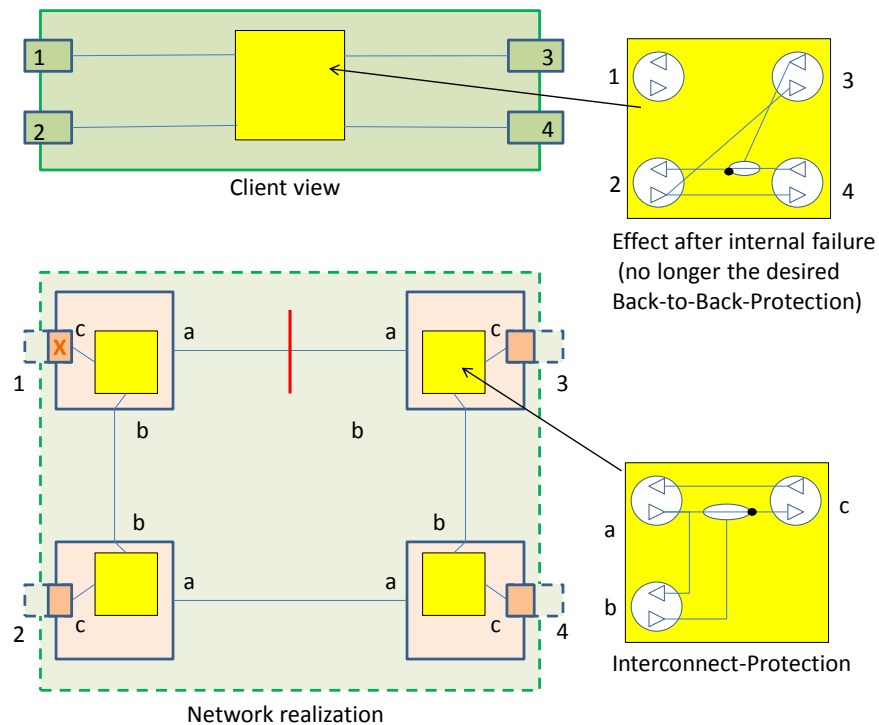 1
2
3
4
Client view
1
3
2
4
Effect after internal failure
(no longer the desired
Back-to-Back-Protection)
c
a
a
c
X
1
3
b
b
b
b
a
a
c
c
2
4
Network realization
a
c
b
Interconnect-Protection